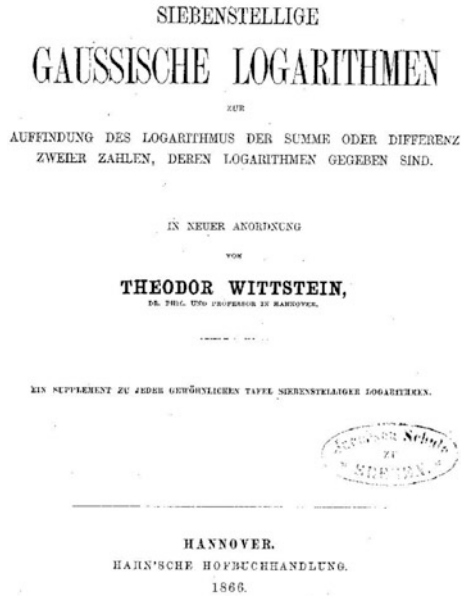 SIEBENSTELLIGE
GAUSSISCHE LOGARITHMEN
ZUR
AUFFINDUNG DES LOGARITHMUS DER SUMME ODER DIFFERENZ
ZWEIER ZAHLEN, DEREN LOGARITHMEN GEGEBEN SIND.
IN NEUER ANORDNUNG
VON
THEODOR WITTSTEIN,
DR. PHIL. UND PROFESSOR IN HANNOVER.
EIN SUPPLEMENT ZU JEDER GEWÖHNLICHEN TAFEL SIEBENSTELLIGER LOGARITHMEN.
Schule
ZU
HANNOVER.
HAHN'SCHE HOFBUCHHANDLUNG.
1866.